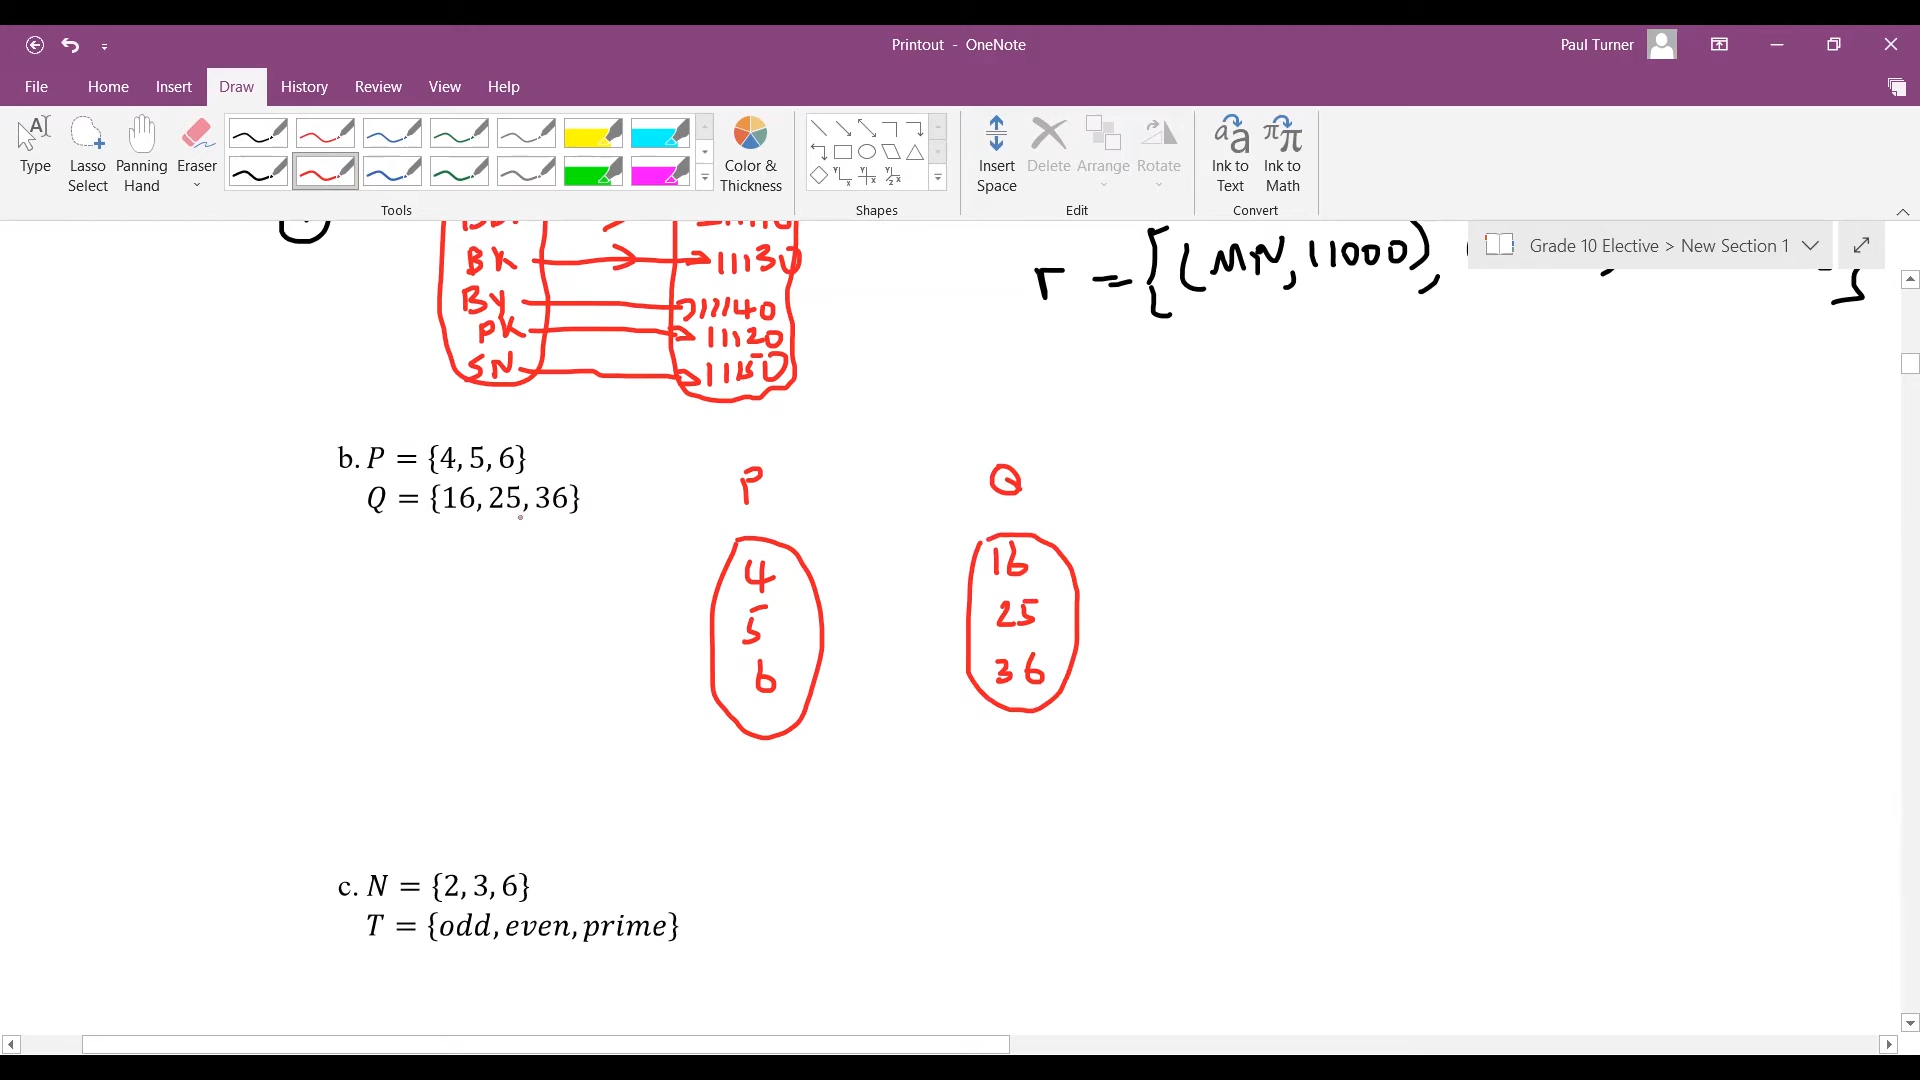 Printout - OneNote
Paul Turner
File Home Insert Draw History Review View Help
Type
Lasso Select
Panning Hand
Eraser
Color & Thickness
Insert Space
Delete
Arrange
Rotate
Ink to Text
Ink to Math
Tools
Shapes
Edit
Convert
Grade 10 Elective > New Section 1
r = {(MN, 11000),
BK 11130
By 11140
PK 11120
SN 11150
b. P = {4, 5, 6}
Q = {16, 25, 36}
P Q
4 16
5 25
6 36
c. N = {2, 3, 6}
T = {odd, even, prime}